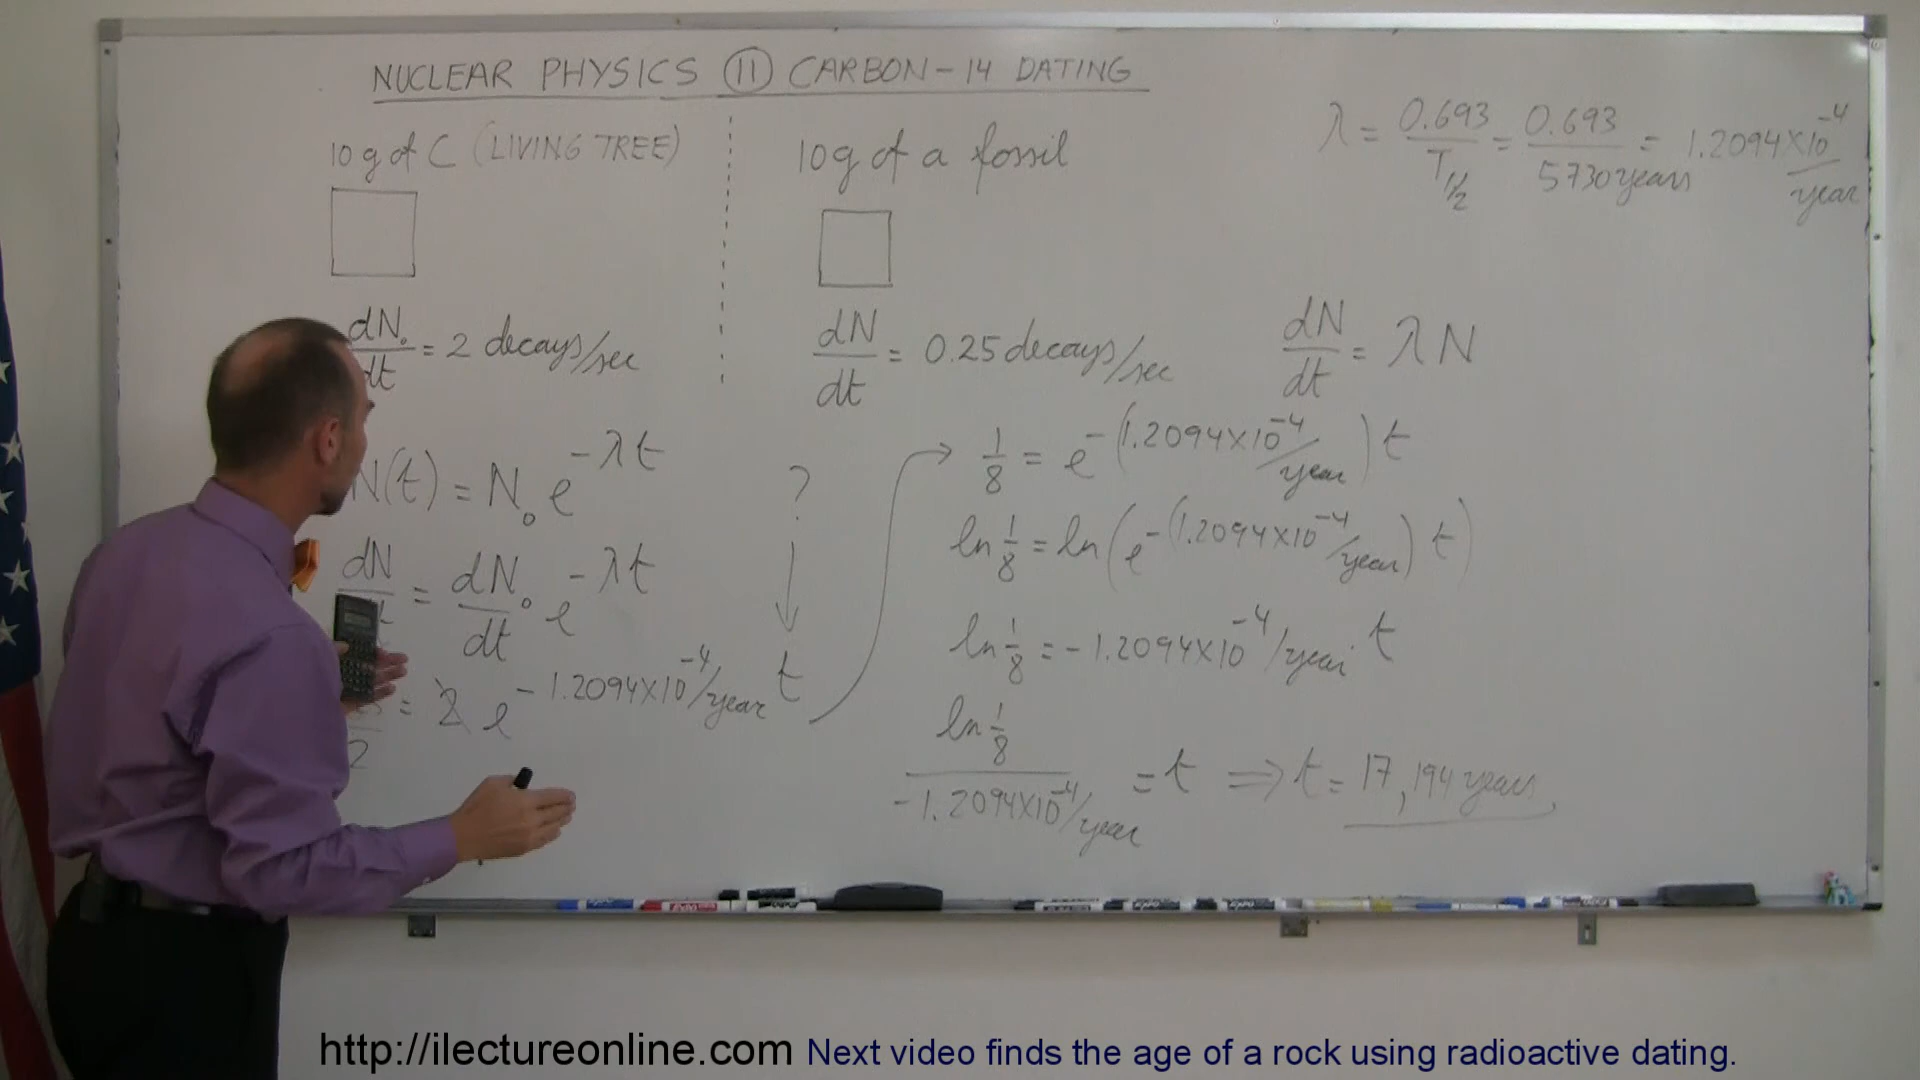 NUCLEAR PHYSICS (11) CARBON-14 DATING
10g of C (LIVING TREE)
10g of a fossil
λ = 0.693/T½ = 0.693/5730 years = 1.2094×10⁻⁴/year
dN₀/dt = 2 decays/sec
dN/dt = 0.25 decays/sec
dN/dt = λN
N(t) = N₀ e^-λt
dN = dN₀/dt e^-λt
= 2 e^-1.2094×10⁻⁴/year t
2
?
1/8 = e^-(1.2094×10⁻⁴/year) t
ln 1/8 = ln(e^-(1.2094×10⁻⁴/year) t)
ln 1/8 = -1.2094×10⁻⁴/year t
ln 1/8 / -1.2094×10⁻⁴/year = t ⇒ t = 17,194 years
http://ilectureonline.com Next video finds the age of a rock using radioactive dating.